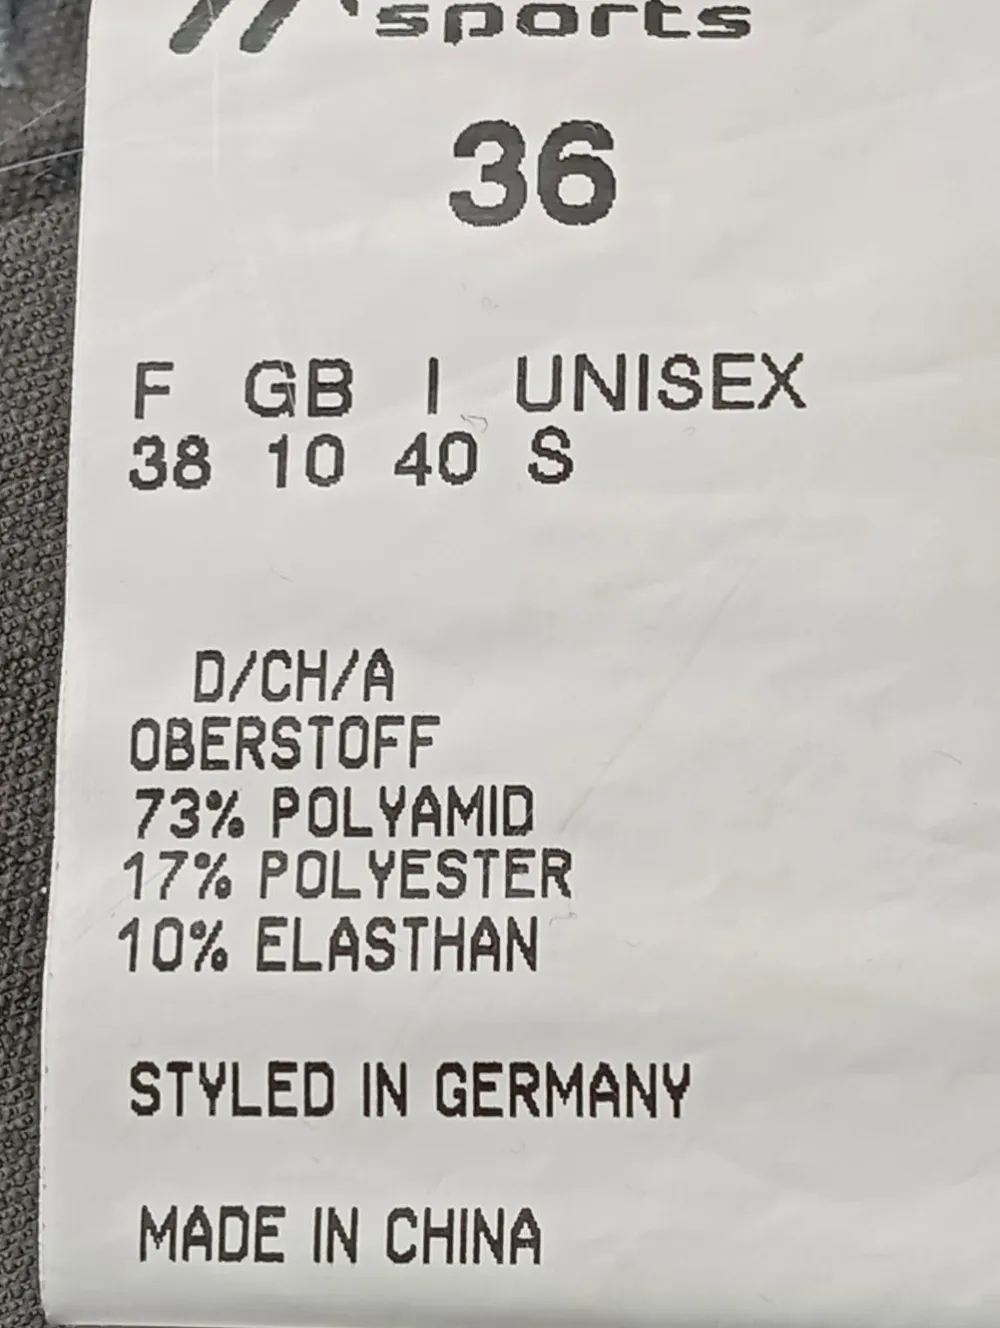 sports
36
F GB I UNISEX
38 10 40 S
D/CH/A
OBERSTOFF
73% POLYAMID
17% POLYESTER
10% ELASTHAN
STYLED IN GERMANY
MADE IN CHINA